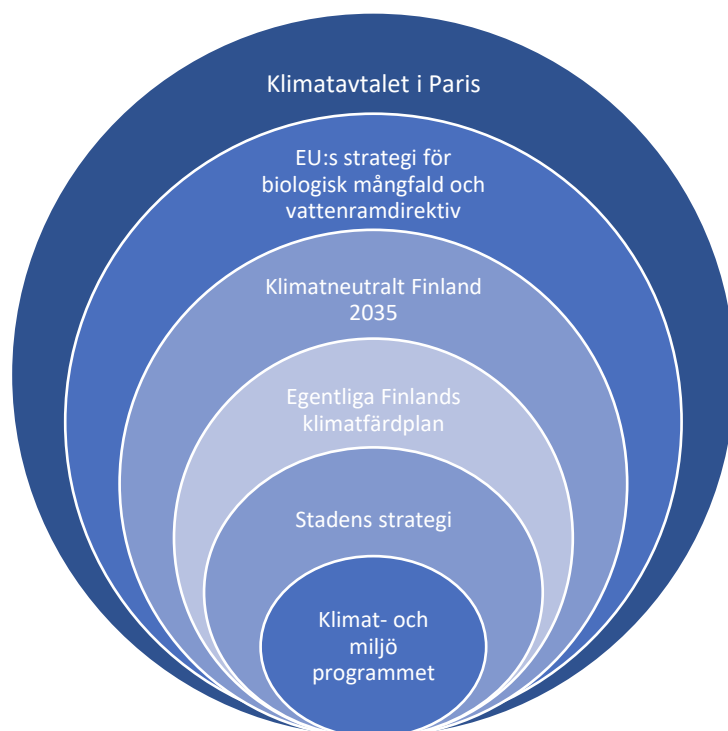 Klimatavtalet i Paris
EU:s strategi för
biologisk mångfald och
vattenramdirektiv
Klimatneutralt Finland
2035
Egentliga Finlands
klimatfärdplan
Stadens strategi
Klimat- och
miljö
programmet